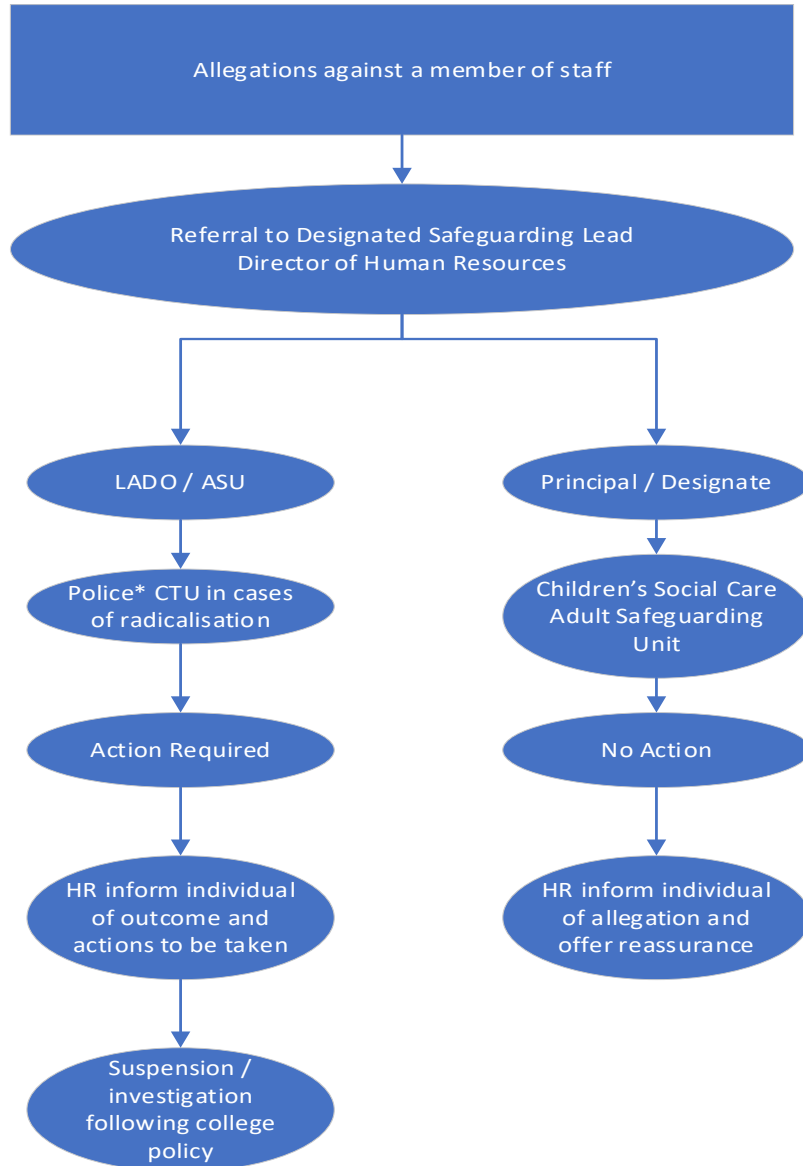 Allegations against a member of staff
Referral to Designated Safeguarding Lead
Director of Human Resources
LADO / ASU
Principal / Designate
Police* CTU in cases
of radicalisation
Children’s Social Care
Adult Safeguarding
Unit
Action Required
No Action
HR inform individual
of outcome and
actions to be taken
HR inform individual
of allegation and
offer reassurance
Suspension /
investigation
following college
policy